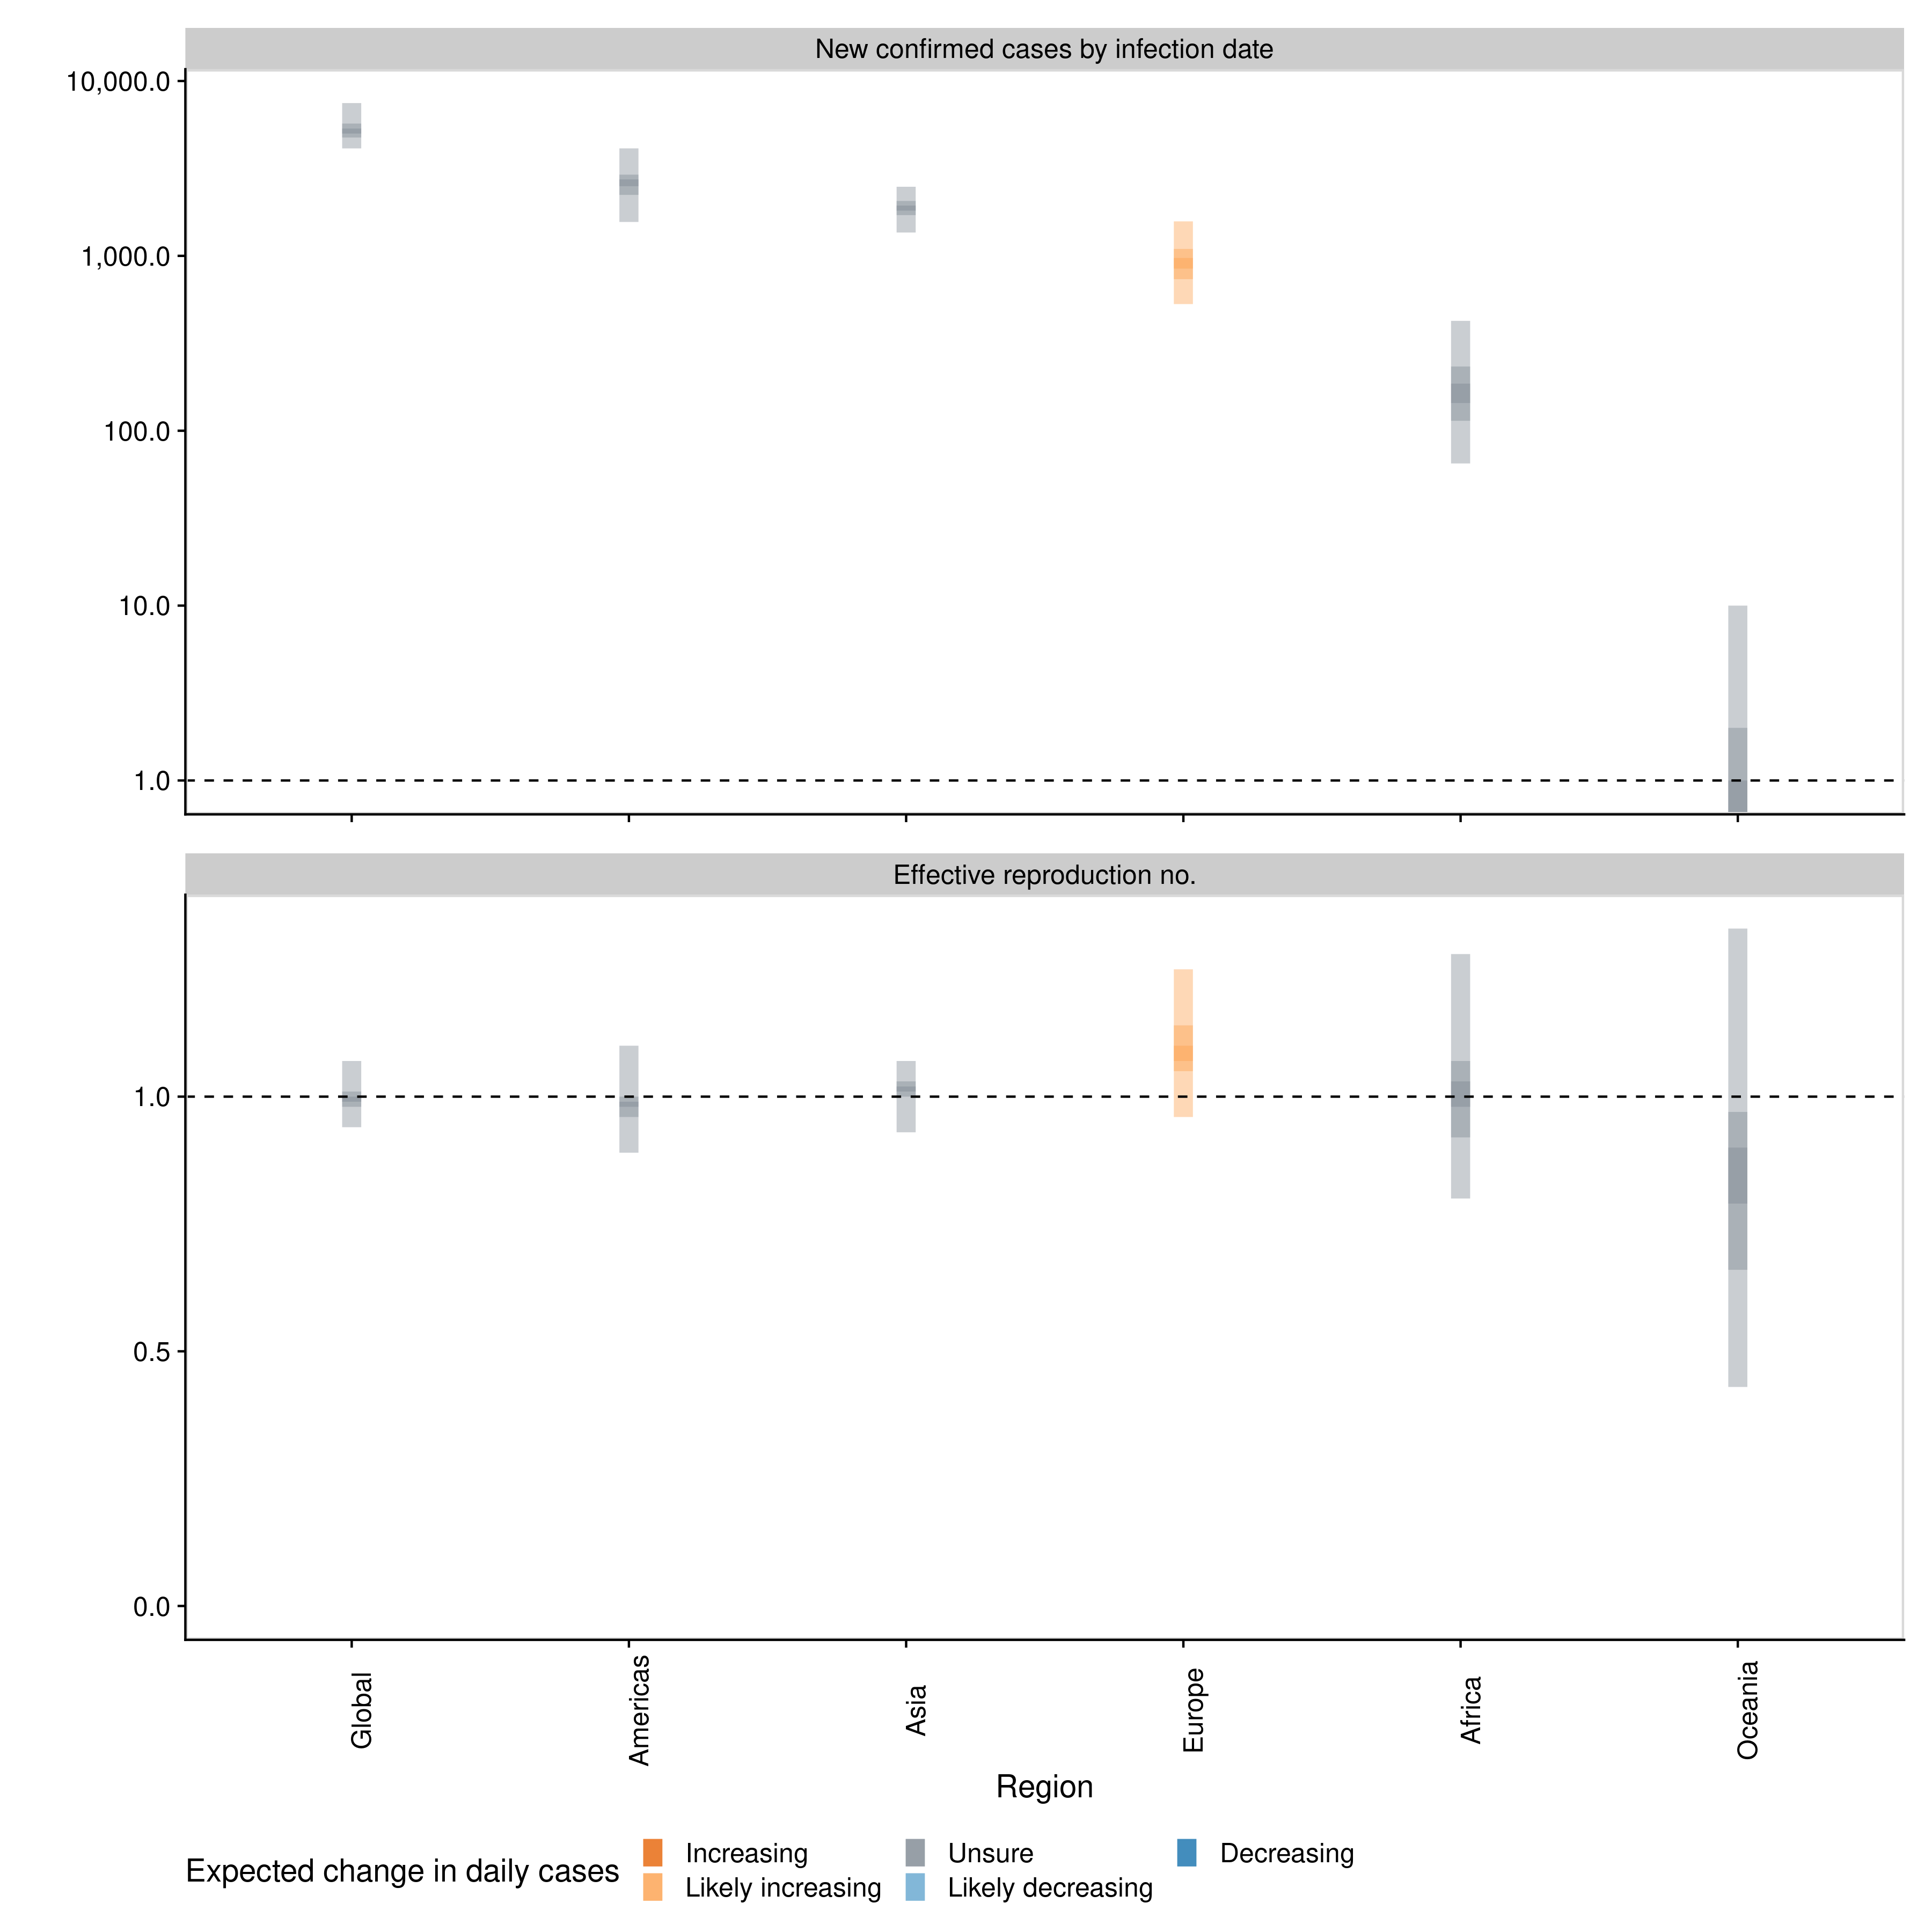 New confirmed cases by infection date
10,000.0
1,000.0
100.0
10.0
1.0
Effective reproduction no.
1.0
0.5
0.0
Global
Americas
Asia
Europe
Africa
Oceania
Region
Expected change in daily cases
Increasing
Likely increasing
Unsure
Likely decreasing
Decreasing